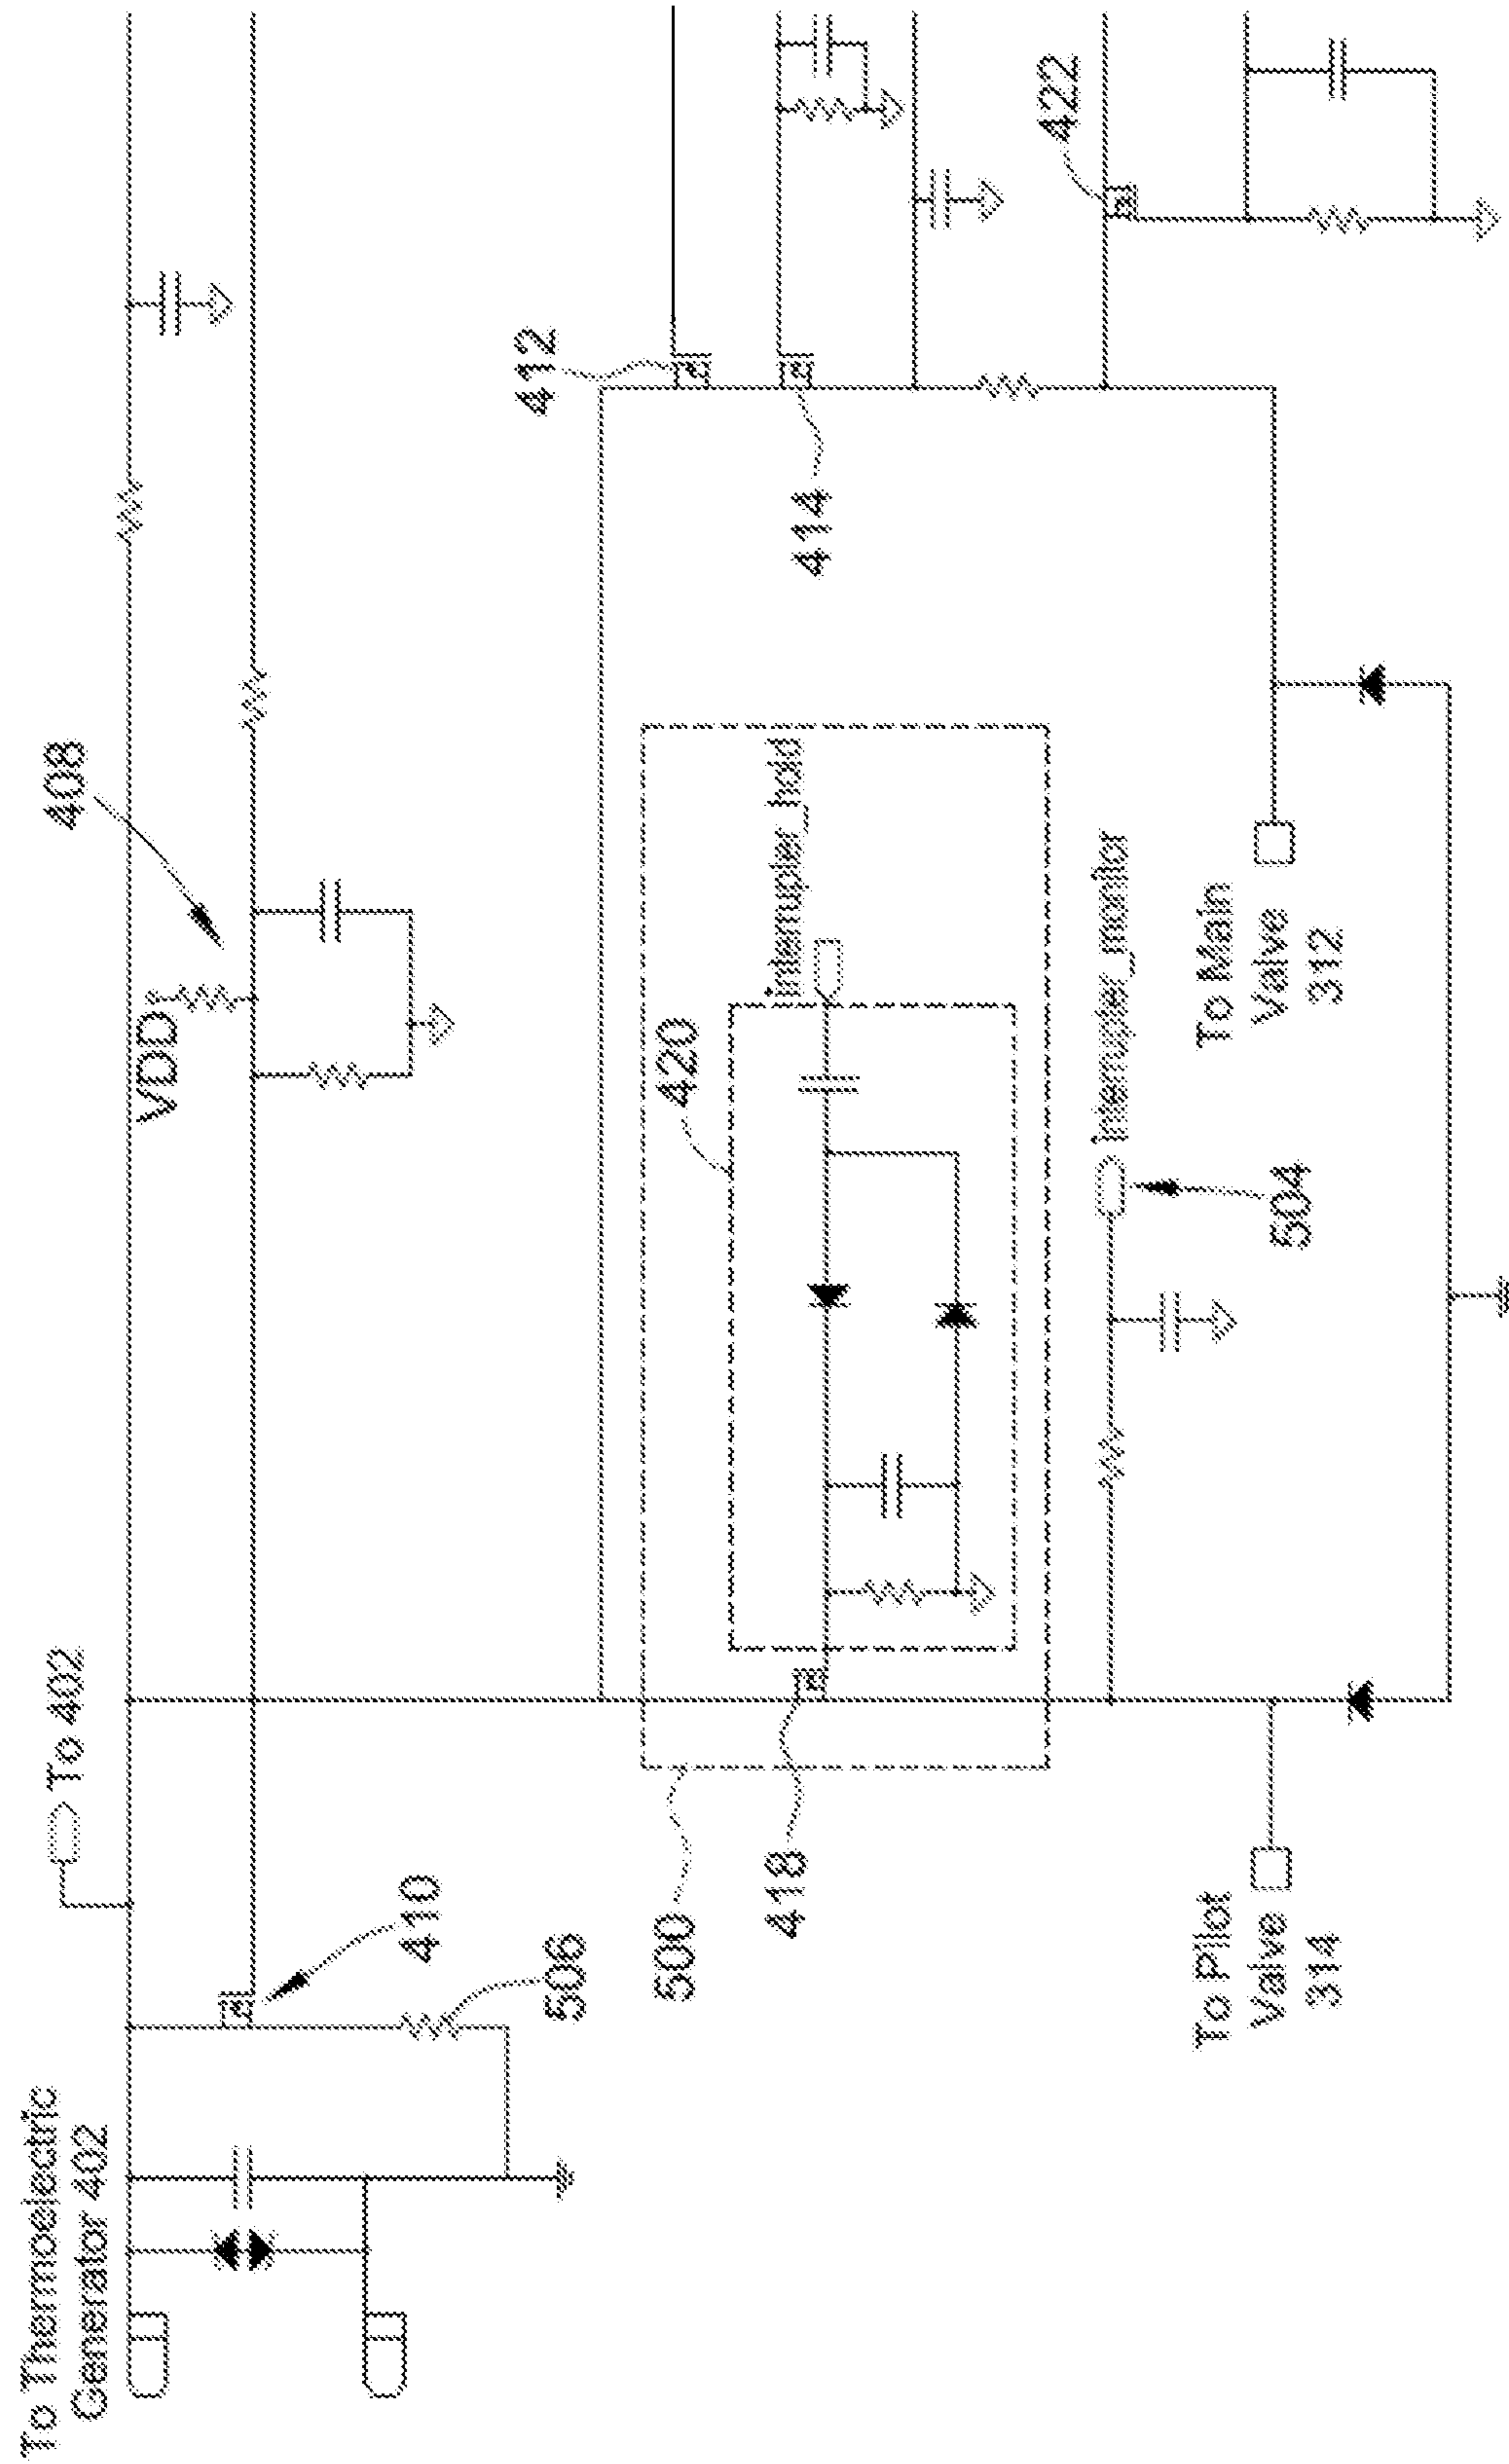 To Thermoelectric
Generator 402
To 402
410
506
VDD
408
412
414
422
500
418
420
Interrupter_hold
Interrupter_monitor
504
To Pilot
Valve
314
To Main
Valve
312